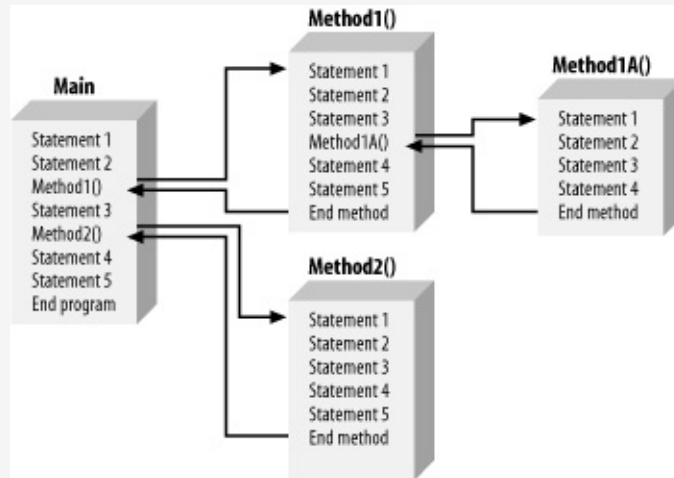 Main
Statement 1
Statement 2
Method1()
Statement 3
Method2()
Statement 4
Statement 5
End program
Method1()
Statement 1
Statement 2
Statement 3
Method1A()
Statement 4
Statement 5
End method
Method1A()
Statement 1
Statement 2
Statement 3
Statement 4
End method
Method2()
Statement 1
Statement 2
Statement 3
Statement 4
Statement 5
End method